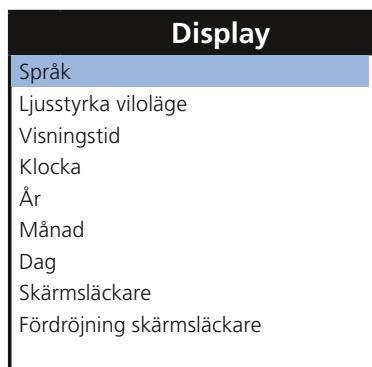 Display
Språk
Ljusstyrka viloläge
Visningstid
Klocka
År
Månad
Dag
Skärmsläckare
Fördröjning skärmsläckare